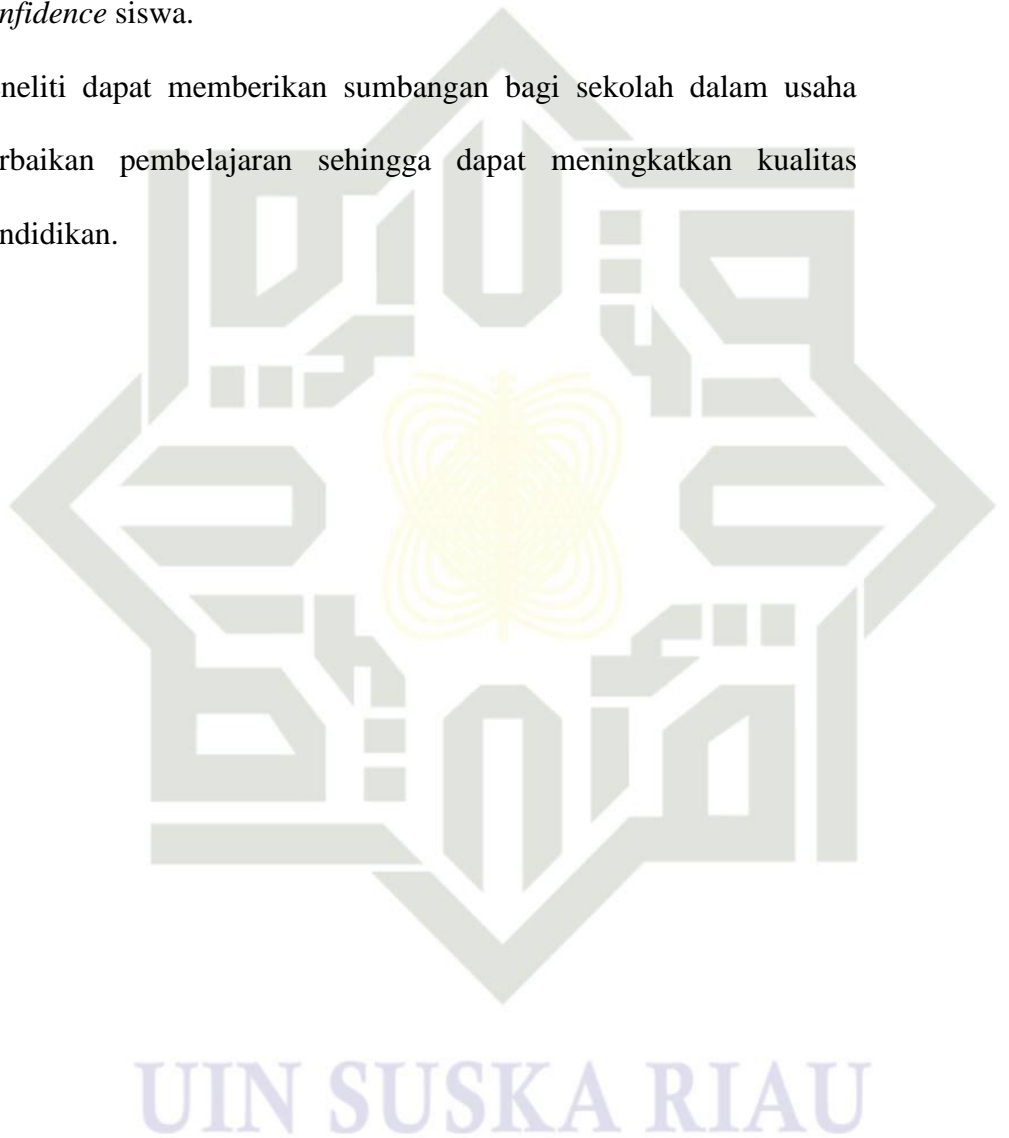 nfidence siswa.
neliti dapat memberikan sumbangan bagi sekolah dalam usaha
rbaikan pembelajaran sehingga dapat meningkatkan kualitas
ndidikan.
UIN SUSKA RIAU